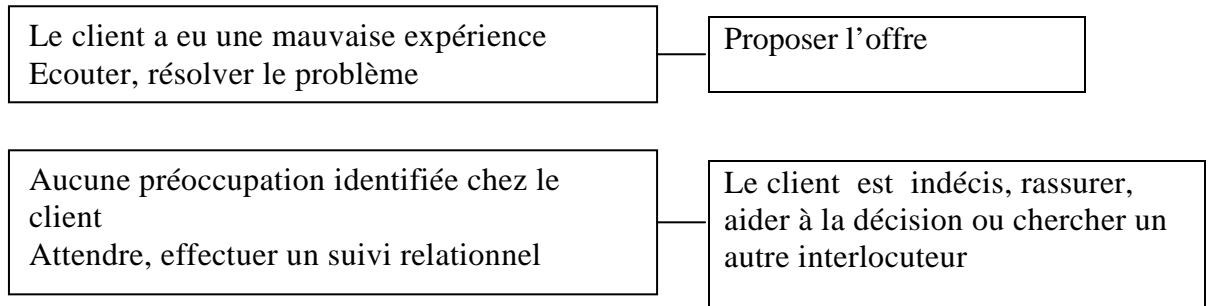 Le client a eu une mauvaise expérience
Ecouter, résolver le problème
Proposer l’offre
Aucune préoccupation identifiée chez le
client
Attendre, effectuer un suivi relationnel
Le client est indécis, rassurer,
aider à la décision ou chercher un
autre interlocuteur